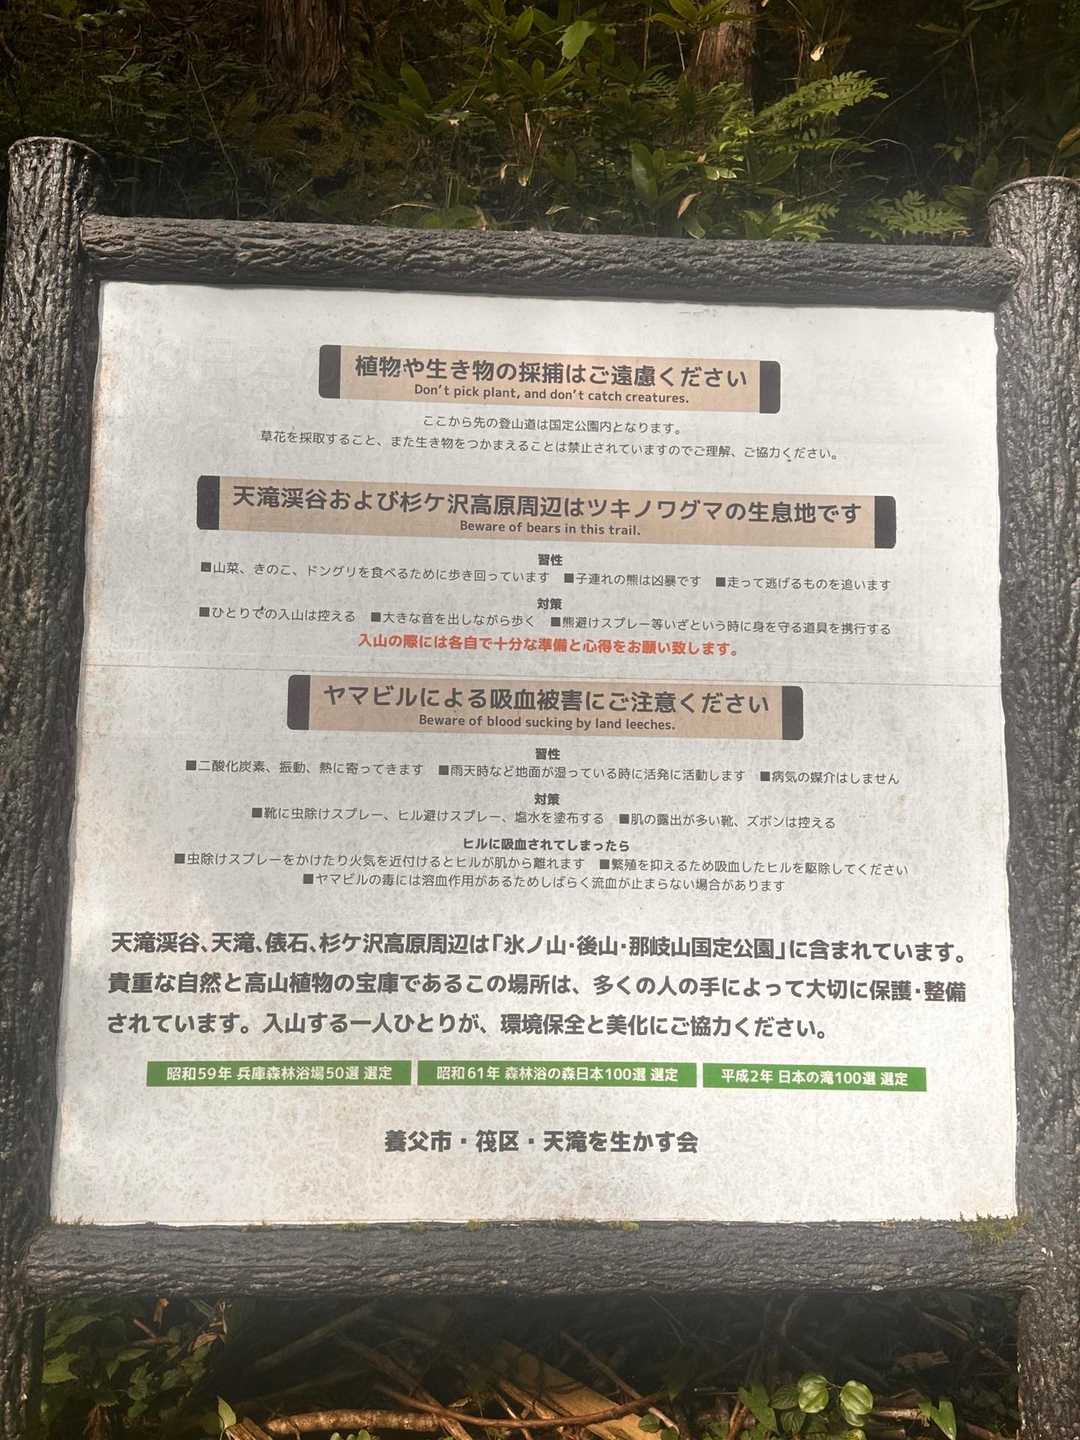 植物や生き物の採捕はご遠慮ください
Don't pick plant, and don't catch creatures.
ここから先の登山道は国定公園内となります。
草花を採取すること、また生き物をつかまえることは禁止されていますのでご理解、ご協力ください。
天滝渓谷および杉ケ沢高原周辺はツキノワグマの生息地です
Beware of bears in this trail.
習性
■山菜、きのこ、ドングリを食べるために歩き回っています ■子連れの熊は凶暴です ■走って逃げるものを追います
対策
■ひとりでの入山は控える ■大きな音を出しながら歩く ■熊避けスプレー等いざという時に身を守る道具を携行する
入山の際には各自で十分な準備と心得をお願い致します。
ヤマビルによる吸血被害にご注意ください
Beware of blood sucking by land leeches.
習性
■二酸化炭素、振動、熱に寄ってきます ■雨天時など地面が湿っている時に活発に活動します ■病気の媒介はしません
対策
■靴に虫除けスプレー、ヒル避けスプレー、塩水を塗布する ■肌の露出が多い靴、ズボンは控える
ヒルに吸血されてしまったら
■虫除けスプレーをかけたり火気を近付けるとヒルが肌から離れます ■繁殖を抑えるため吸血したヒルを駆除してください
■ヤマビルの毒には溶血作用があるためしばらく流血が止まらない場合があります
天滝渓谷、天滝、俵石、杉ケ沢高原周辺は「氷ノ山・後山・那岐山国定公園」に含まれています。
貴重な自然と高山植物の宝庫であるこの場所は、多くの人の手によって大切に保護・整備
されています。入山する一人ひとりが、環境保全と美化にご協力ください。
昭和59年 兵庫森林浴場50選 選定 昭和61年 森林浴の森日本100選 選定 平成2年 日本の滝100選 選定
養父市・筏区・天滝を生かす会